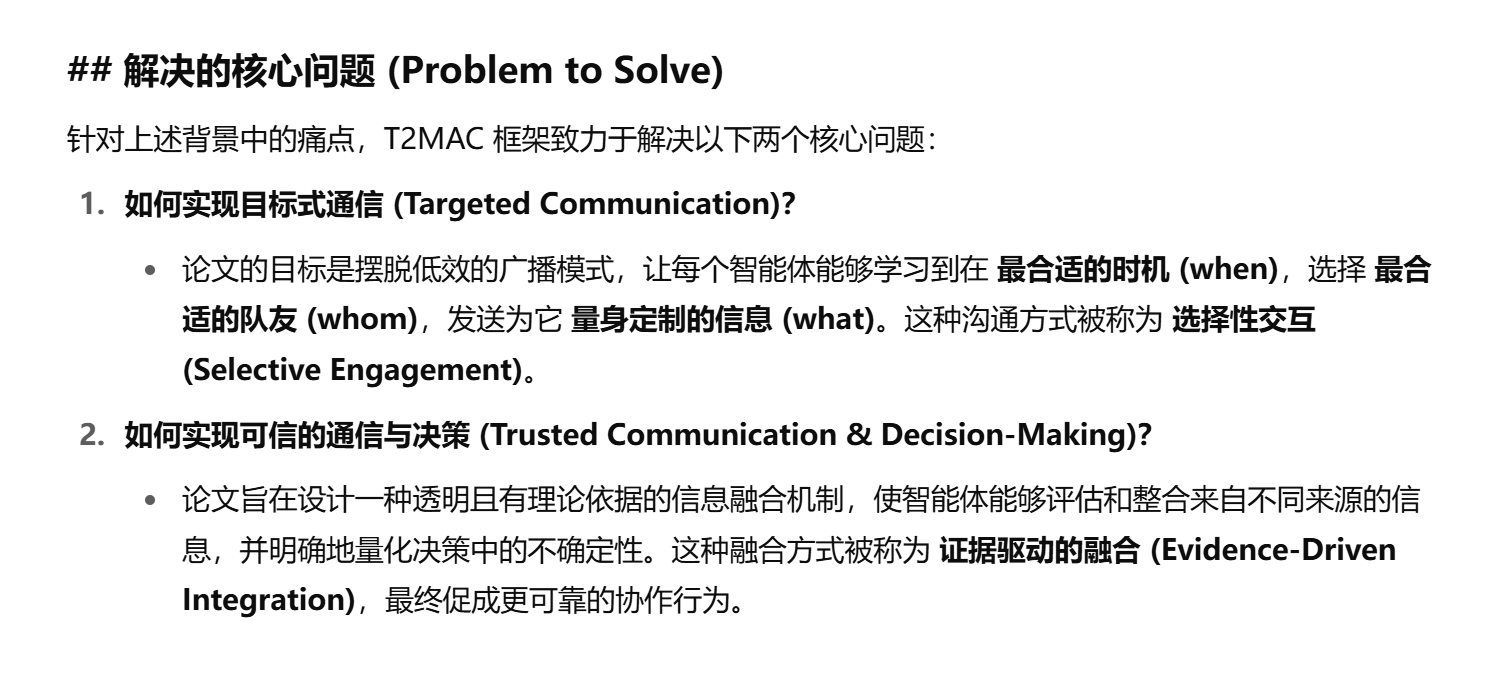 ## 解决的核心问题 (Problem to Solve)
针对上述背景中的痛点，T2MAC 框架致力于解决以下两个核心问题：
1. 如何实现目标式通信 (Targeted Communication)?
• 论文的目标是摆脱低效的广播模式，让每个智能体能够学习到在 最合适的时机 (when)，选择 最合
适的队友 (whom)，发送为它 量身定制的信息 (what)。这种沟通方式被称为 选择性交互
(Selective Engagement)。
2. 如何实现可信的通信与决策 (Trusted Communication & Decision-Making)?
• 论文旨在设计一种透明且有理论依据的信息融合机制，使智能体能够评估和整合来自不同来源的信
息，并明确地量化决策中的不确定性。这种融合方式被称为 证据驱动的融合 (Evidence-Driven
Integration)，最终促成更可靠的协作行为。